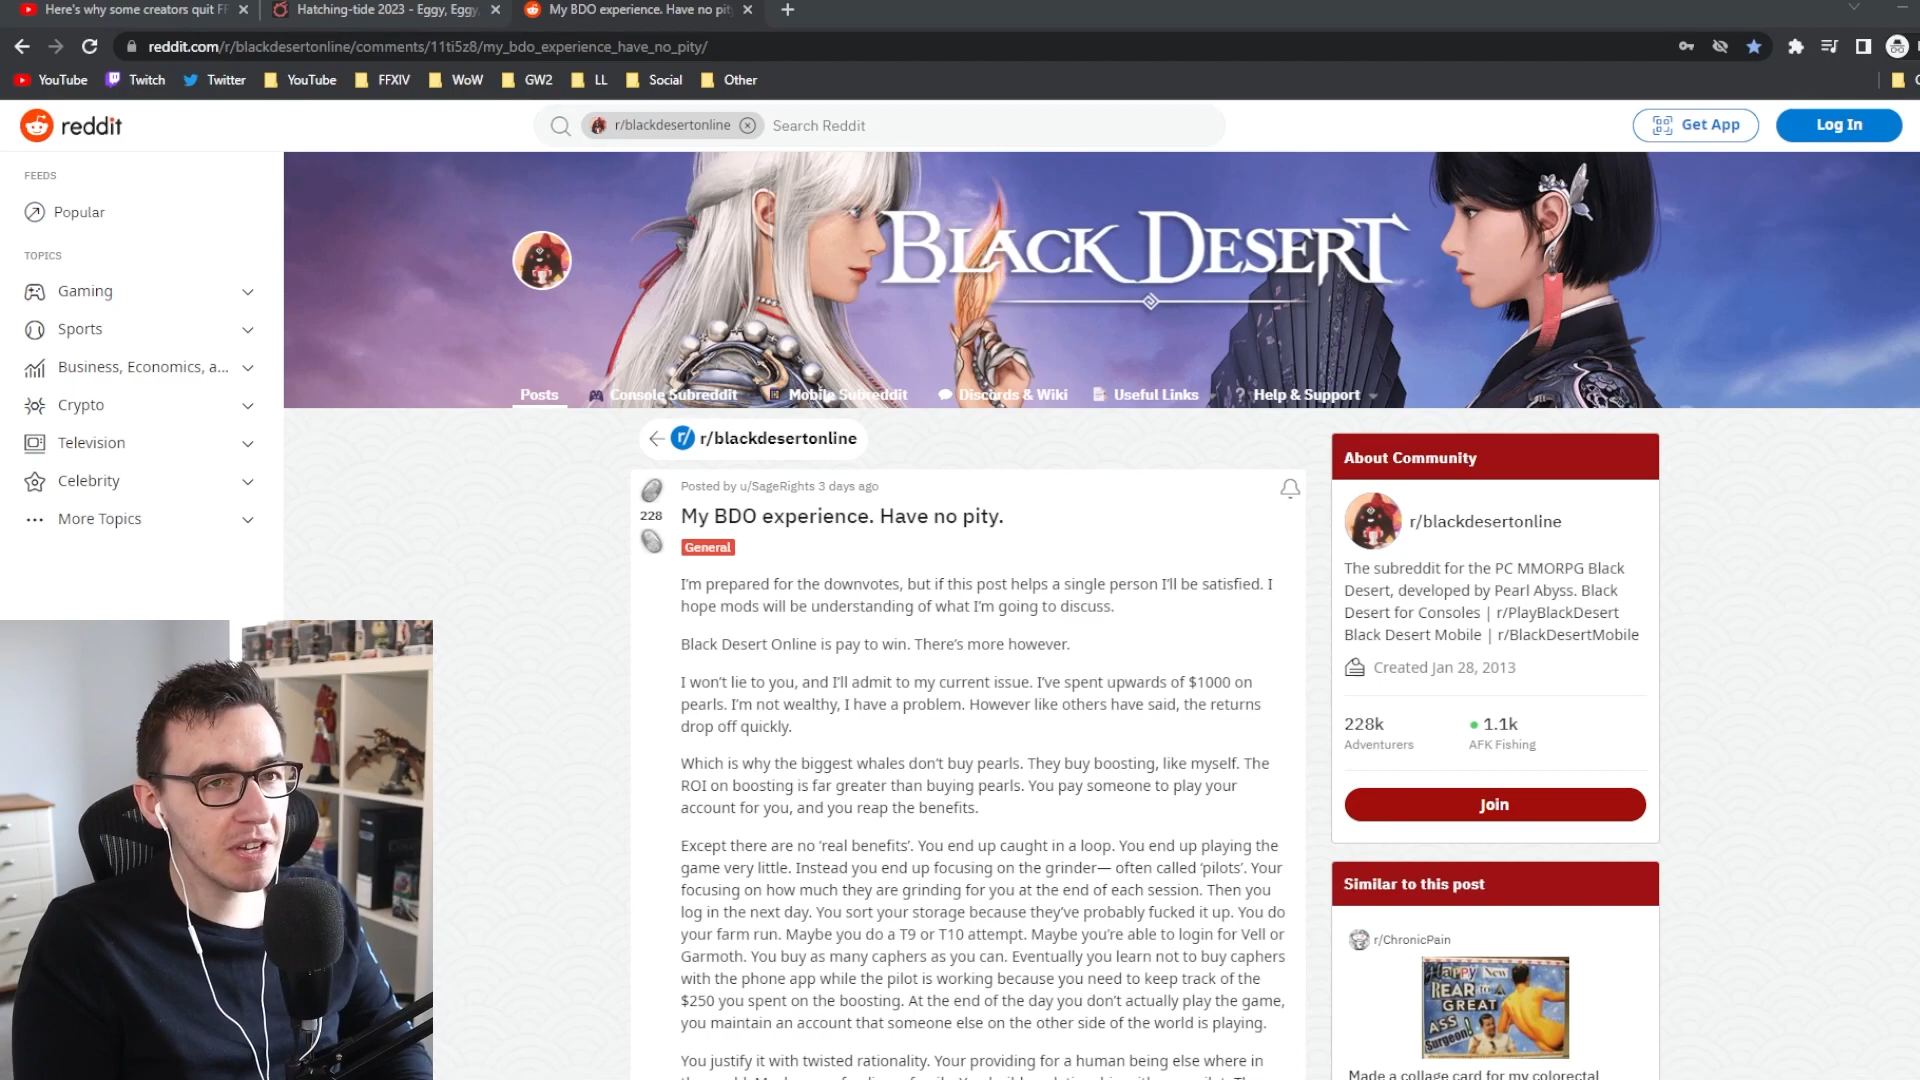 Here's why some creators quit FF
Hatching-tide 2023 - Eggy, Eggy,
My BDO experience. Have no pit
reddit.com/r/blackdesertonline/comments/11ti5z8/my_bdo_experience_have_no_pity/
YouTube Twitch Twitter YouTube FFXIV WoW GW2 LL Social Other
reddit
r/blackdesertonline
Search Reddit
Get App
Log In
FEEDS
Popular
TOPICS
Gaming
Sports
Business, Economics, a...
Crypto
Television
Celebrity
More Topics
BLACK DESERT
Posts Console Subreddit Mobile Subreddit Discords & Wiki Useful Links Help & Support
r/ r/blackdesertonline
Posted by u/SageRights 3 days ago
228
My BDO experience. Have no pity.
General
I'm prepared for the downvotes, but if this post helps a single person I'll be satisfied. I
hope mods will be understanding of what I'm going to discuss.
Black Desert Online is pay to win. There's more however.
I won't lie to you, and I'll admit to my current issue. I've spent upwards of $1000 on
pearls. I'm not wealthy, I have a problem. However like others have said, the returns
drop off quickly.
Which is why the biggest whales don't buy pearls. They buy boosting, like myself. The
ROI on boosting is far greater than buying pearls. You pay someone to play your
account for you, and you reap the benefits.
Except there are no 'real benefits'. You end up caught in a loop. You end up playing the
game very little. Instead you end up focusing on the grinder— often called 'pilots'. Your
focusing on how much they are grinding for you at the end of each session. Then you
log in the next day. You sort your storage because they've probably fucked it up. You do
your farm run. Maybe you do a T9 or T10 attempt. Maybe you're able to login for Vell or
Garmoth. You buy as many caphers as you can. Eventually you learn not to buy caphers
with the phone app while the pilot is working because you need to keep track of the
$250 you spent on the boosting. At the end of the day you don't actually play the game,
you maintain an account that someone else on the other side of the world is playing.
You justify it with twisted rationality. Your providing for a human being else where in
About Community
r/blackdesertonline
The subreddit for the PC MMORPG Black
Desert, developed by Pearl Abyss. Black
Desert for Consoles | r/PlayBlackDesert
Black Desert Mobile | r/BlackDesertMobile
Created Jan 28, 2013
228k
Adventurers
1.1k
AFK Fishing
Join
Similar to this post
r/ChronicPain
Happy New
REAR to A
GREAT
ASS
Surgeon!
Made a collage card for my colorectal